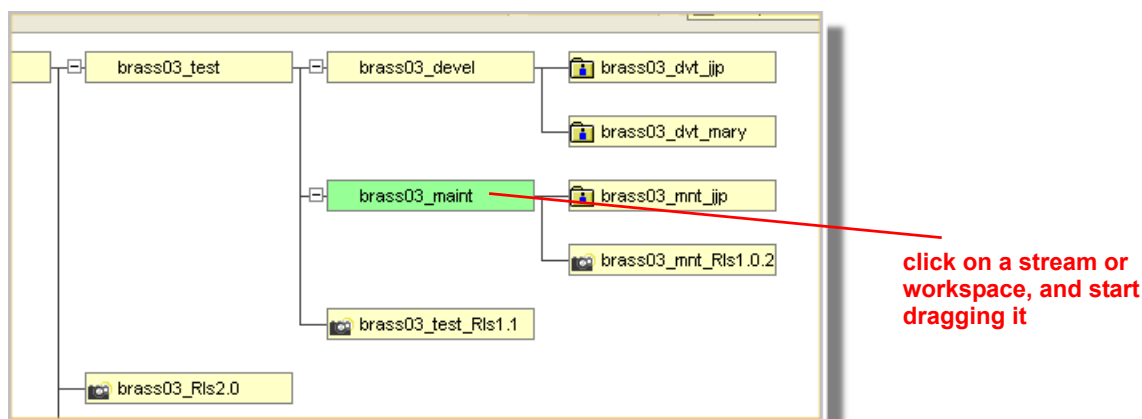 brass03_test
brass03_devel
brass03_dvt_jjp
brass03_dvt_mary
brass03_maint
brass03_mnt_jjp
brass03_mnt_Rls1.0.2
brass03_test_Rls1.1
brass03_Rls2.0
click on a stream or
workspace, and start
dragging it